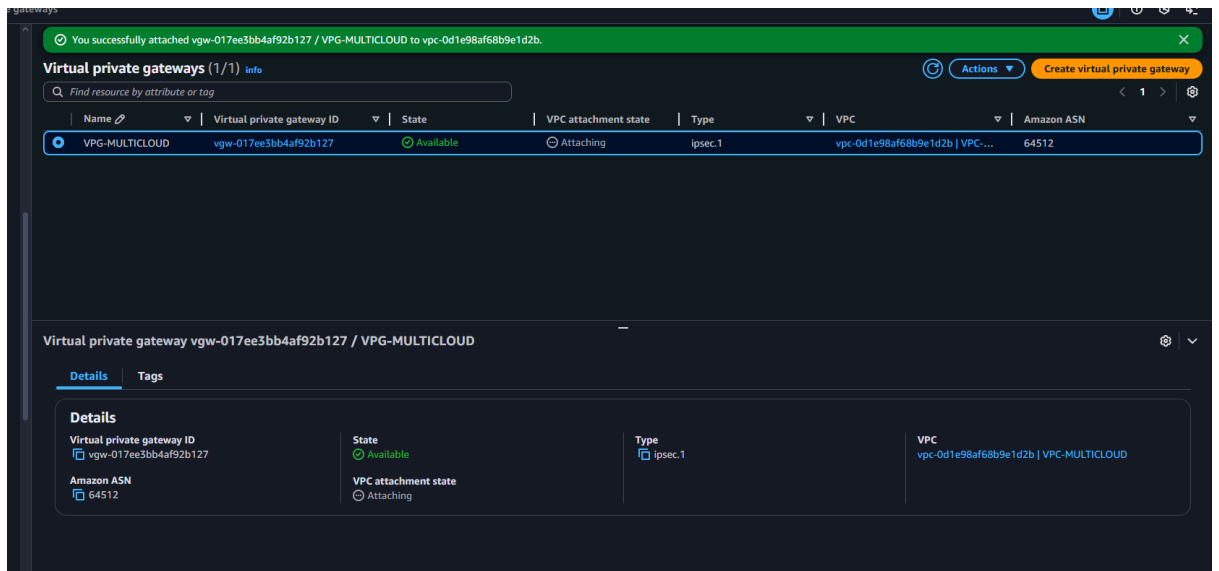 gateways
You successfully attached vgw-017ee3bb4af92b127 / VPG-MULTICLOUD to vpc-0d1e98af68b9e1d2b.
Virtual private gateways (1/1) Info
Actions
Create virtual private gateway
Find resource by attribute or tag
1
Name Virtual private gateway ID State VPC attachment state Type VPC Amazon ASN
VPG-MULTICLOUD vgw-017ee3bb4af92b127 Available Attaching ipsec.1 vpc-0d1e98af68b9e1d2b | VPC-... 64512
Virtual private gateway vgw-017ee3bb4af92b127 / VPG-MULTICLOUD
Details Tags
Details
Virtual private gateway ID State Type VPC
vgw-017ee3bb4af92b127 Available ipsec.1 vpc-0d1e98af68b9e1d2b | VPC-MULTICLOUD
Amazon ASN VPC attachment state
64512 Attaching